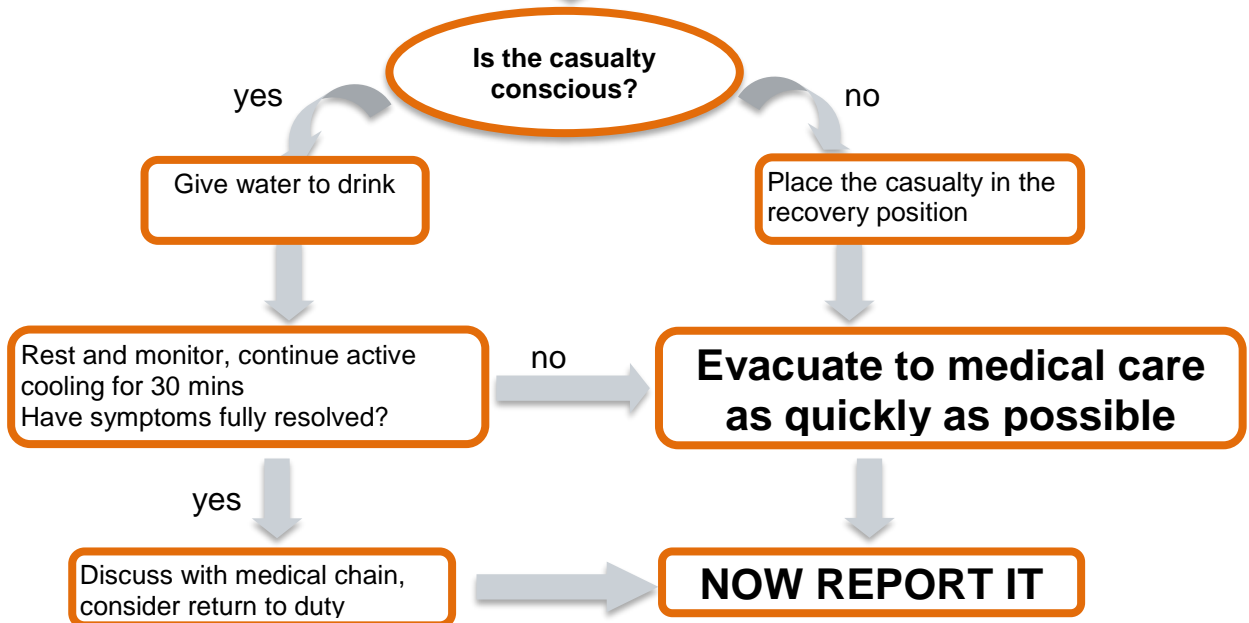 Is the casualty
conscious?
yes
no
Give water to drink
Place the casualty in the
recovery position
Rest and monitor, continue active
cooling for 30 mins
Have symptoms fully resolved?
no
Evacuate to medical care
as quickly as possible
yes
Discuss with medical chain,
consider return to duty
NOW REPORT IT